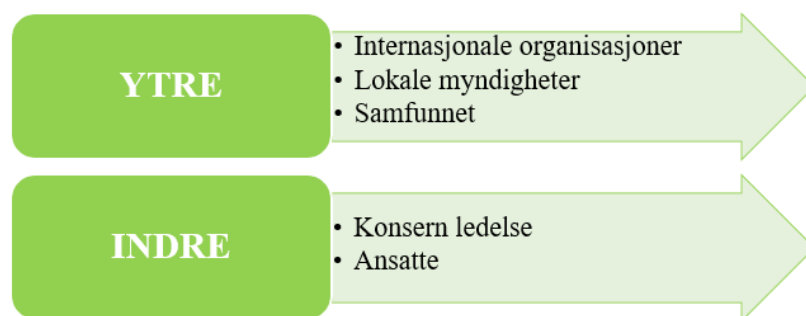 YTRE
• Internasjonale organisasjoner
• Lokale myndigheter
• Samfunnet
INDRE
• Konsern ledelse
• Ansatte